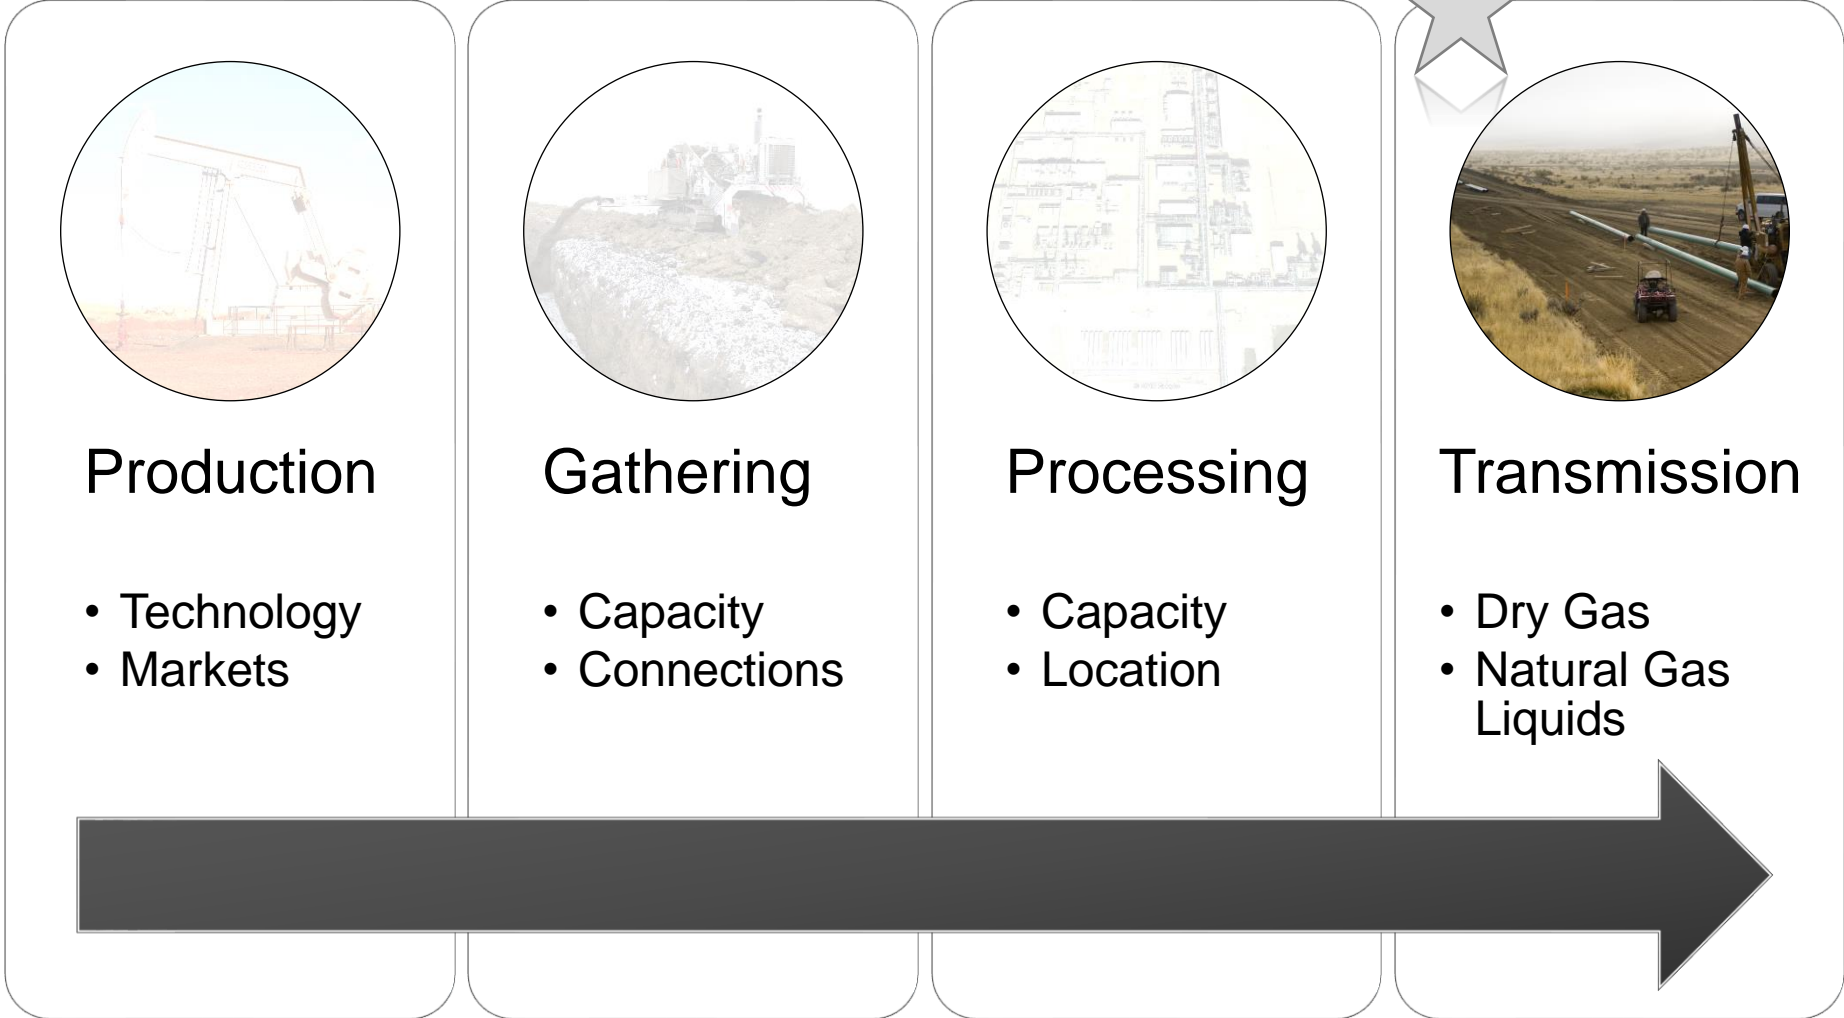 Production
• Technology
• Markets
Gathering
• Capacity
• Connections
Processing
• Capacity
• Location
Transmission
• Dry Gas
• Natural Gas
Liquids